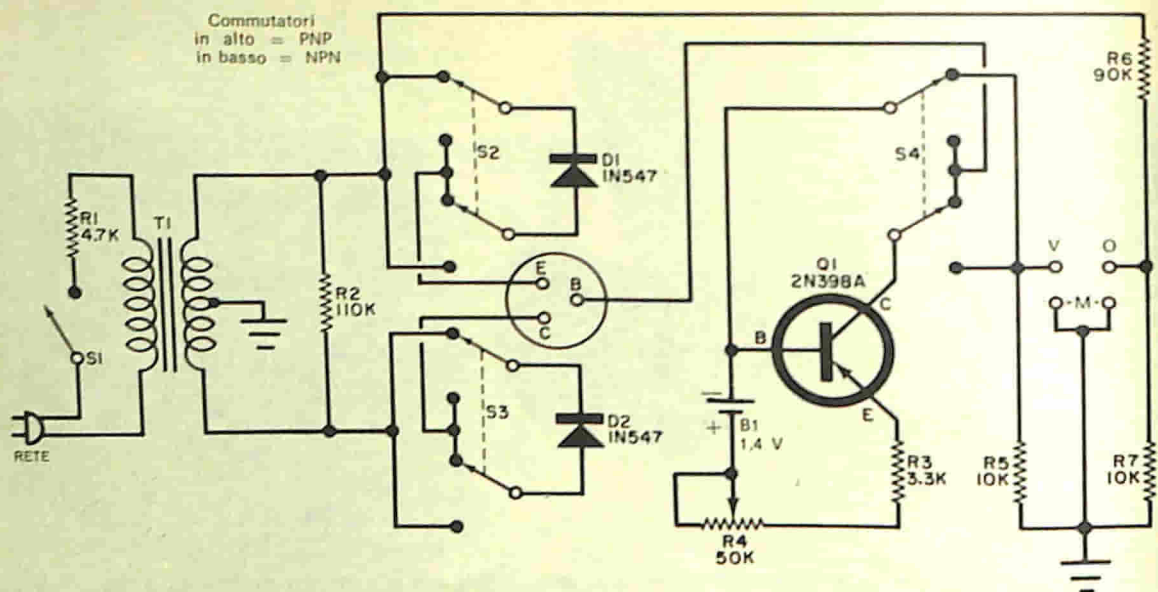 Commutatori
in alto = PNP
in basso = NPN
R6
90K
S2
D1
1N547
S4
R1
4.7K
T1
R2
110K
E
B
C
Q1
2N398A
V
O
C
M
B
E
S1
S3
D2
1N547
−
+
B1
1,4 V
R3
3.3K
R5
10K
R7
10K
RETE
R4
50K